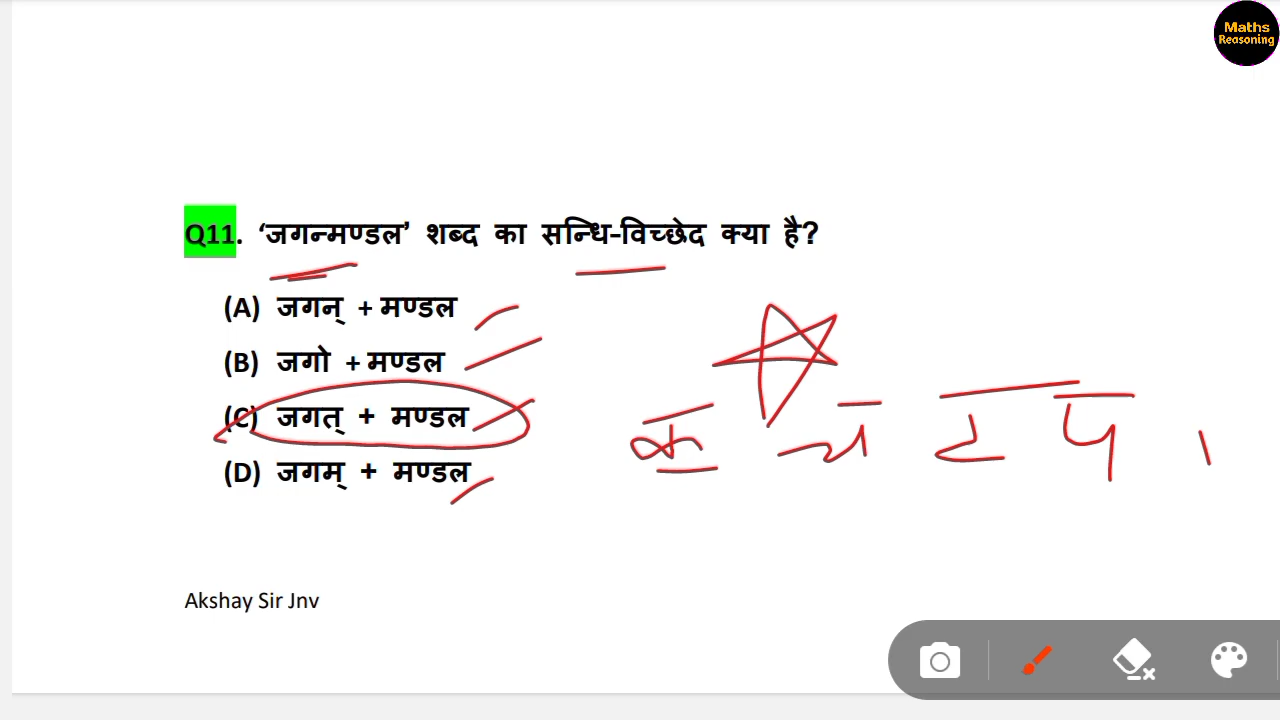 Maths
Reasoning
Q11. ‘जगन्मण्डल’ शब्द का सन्धि-विच्छेद क्या है?
(A) जगन् + मण्डल
(B) जगो + मण्डल
(C) जगत् + मण्डल
(D) जगम् + मण्डल
क च ट प
Akshay Sir Jnv